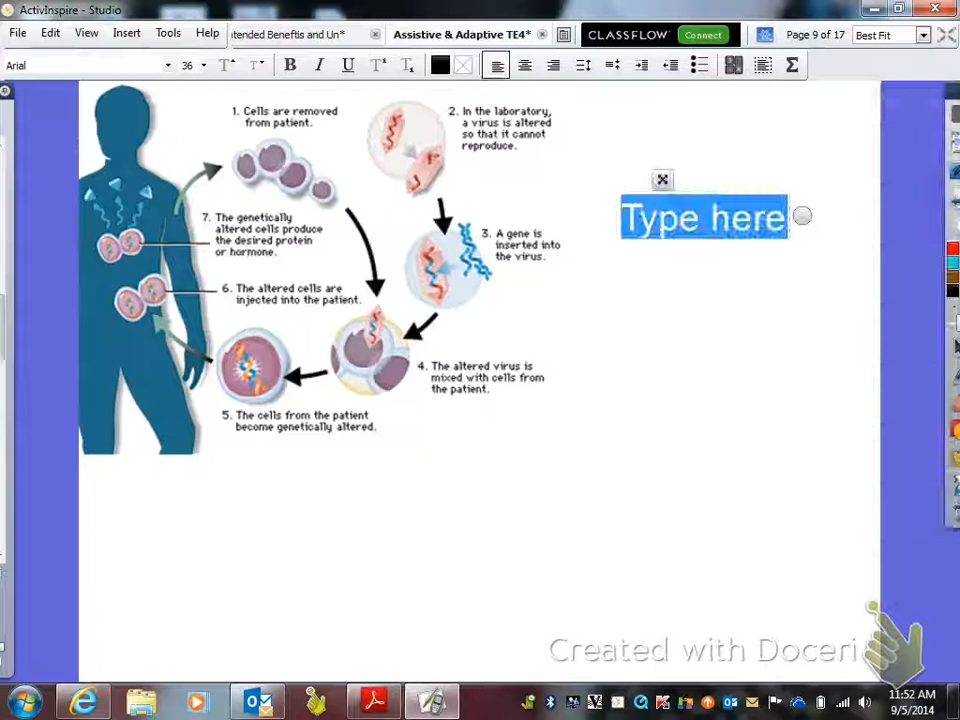 ActivInspire - Studio
File Edit View Insert Tools Help
tended Benefits and Un* Assistive & Adaptive TE4* CLASSFLOW Connect Page 9 of 17 Best Fit
Arial 36 B I U
1. Cells are removed
from patient.
2. In the laboratory,
a virus is altered
so that it cannot
reproduce.
3. A gene is
inserted into
the virus.
4. The altered virus is
mixed with cells from
the patient.
5. The cells from the patient
become genetically altered.
6. The altered cells are
injected into the patient.
7. The genetically
altered cells produce
the desired protein
or hormone.
Type here
Created with Doceri
11:52 AM
9/5/2014